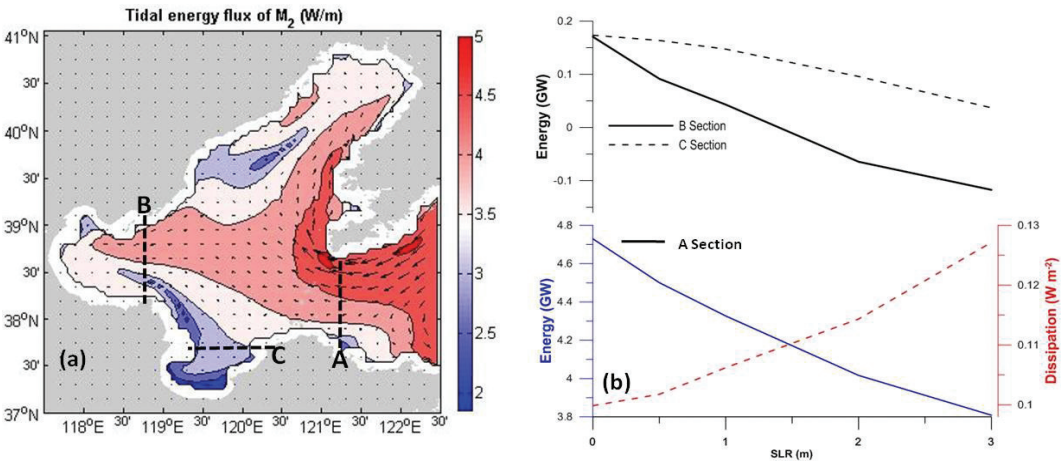 Tidal energy flux of M2 (W/m)
41°N
30'
40°N
30'
39°N
30'
38°N
30'
37°N
118°E 30' 119°E 30' 120°E 30' 121°E 30' 122°E 30'
B
C
A
(a)
5
4.5
4
3.5
3
2.5
2
0.2
0.1
0
-0.1
Energy (GW)
B Section
C Section
4.8
4.6
4.4
4.2
4
3.8
Energy (GW)
A Section
(b)
0.13
0.12
0.11
0.1
Dissipation (W m-2)
0 1 2 3
SLR (m)